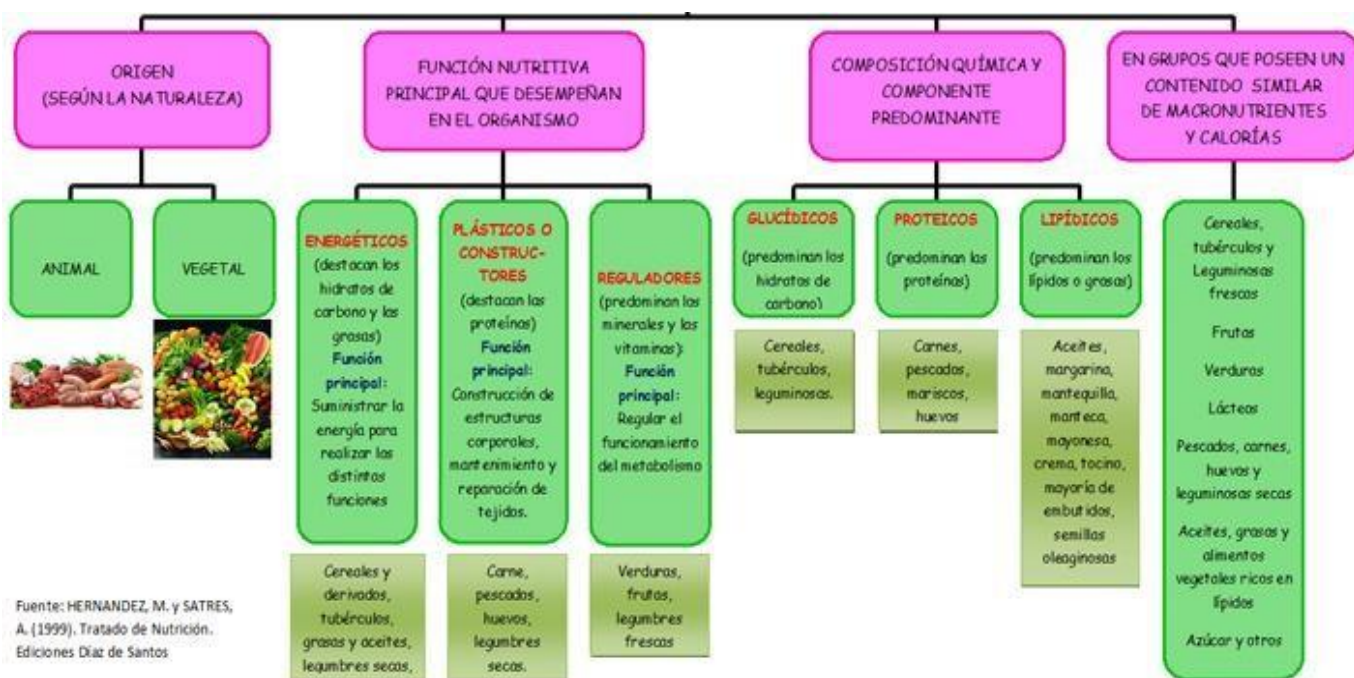 ORIGEN
(SEGÚN LA NATURALEZA)
FUNCIÓN NUTRITIVA
PRINCIPAL QUE DESEMPEÑAN
EN EL ORGANISMO
COMPOSICIÓN QUÍMICA Y
COMPONENTE
PREDOMINANTE
EN GRUPOS QUE POSEEN UN
CONTENIDO SIMILAR
DE MACRONUTRIENTES
Y CALORÍAS
ANIMAL
VEGETAL
ENERGÉTICOS
(destacan los
hidratos de
carbono y las
grasas)
Función
principal:
Suministrar la
energía para
realizar las
distintas
funciones
Cereales y
derivados,
tubérculos,
grasas y aceites,
legumbres secas,
PLÁSTICOS O
CONSTRUC-
TORES
(destacan las
proteínas)
Función
principal:
Construcción de
estructuras
corporales,
mantenimiento y
reparación de
tejidos.
Carne,
pescados,
huevos,
legumbres
secas.
REGULADORES
(predominan los
minerales y las
vitaminas):
Función
principal:
Regular el
funcionamiento
del metabolismo
Verduras,
frutas,
legumbres
frescas
GLUCÍDICOS
(predominan los
hidratos de
carbono)
Cereales,
tubérculos,
leguminosas.
PROTEICOS
(predominan las
proteínas)
Carnes,
pescados,
mariscos,
huevos
LIPÍDICOS
(predominan los
lípidos o grasas)
Aceites,
margarina,
mantequilla,
manteca,
mayonesa,
crema, tocino,
mayoría de
embutidos,
semillas
oleaginosas
Cereales,
tubérculos y
Leguminosas
frescas
Frutas
Verduras
Lácteos
Pescados, carnes,
huevos y
leguminosas secas
Aceites, grasas y
alimentos
vegetales ricos en
lípidos
Azúcar y otros
Fuente: HERNANDEZ, M. y SATRES,
A. (1999). Tratado de Nutrición.
Ediciones Díaz de Santos